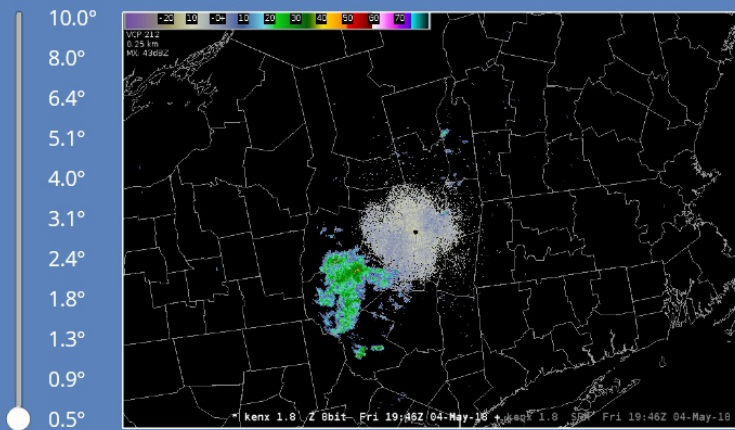 10.0°
8.0°
6.4°
5.1°
4.0°
3.1°
2.4°
1.8°
1.3°
0.9°
0.5°
-20 10 -0+ 10 20 30 40 50 60 70
VCP 212
0.25 km
MX: 43dBZ
* kenx 1.8 Z 8bit Fri 19:46Z 04-May-18 + kenx 1.8 SRM Fri 19:46Z 04-May-18